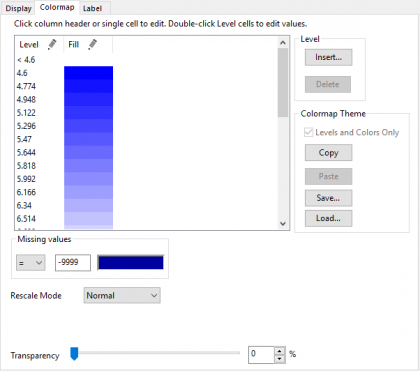 Display Colormap Label
Click column header or single cell to edit. Double-click Level cells to edit values.
Level Fill
< 4.6
4.6
4.774
4.948
5.122
5.296
5.47
5.644
5.818
5.992
6.166
6.34
6.514
Level
Insert...
Delete
Colormap Theme
Levels and Colors Only
Copy
Paste
Save...
Load...
Missing values
= -9999
Rescale Mode Normal
Transparency 0 %